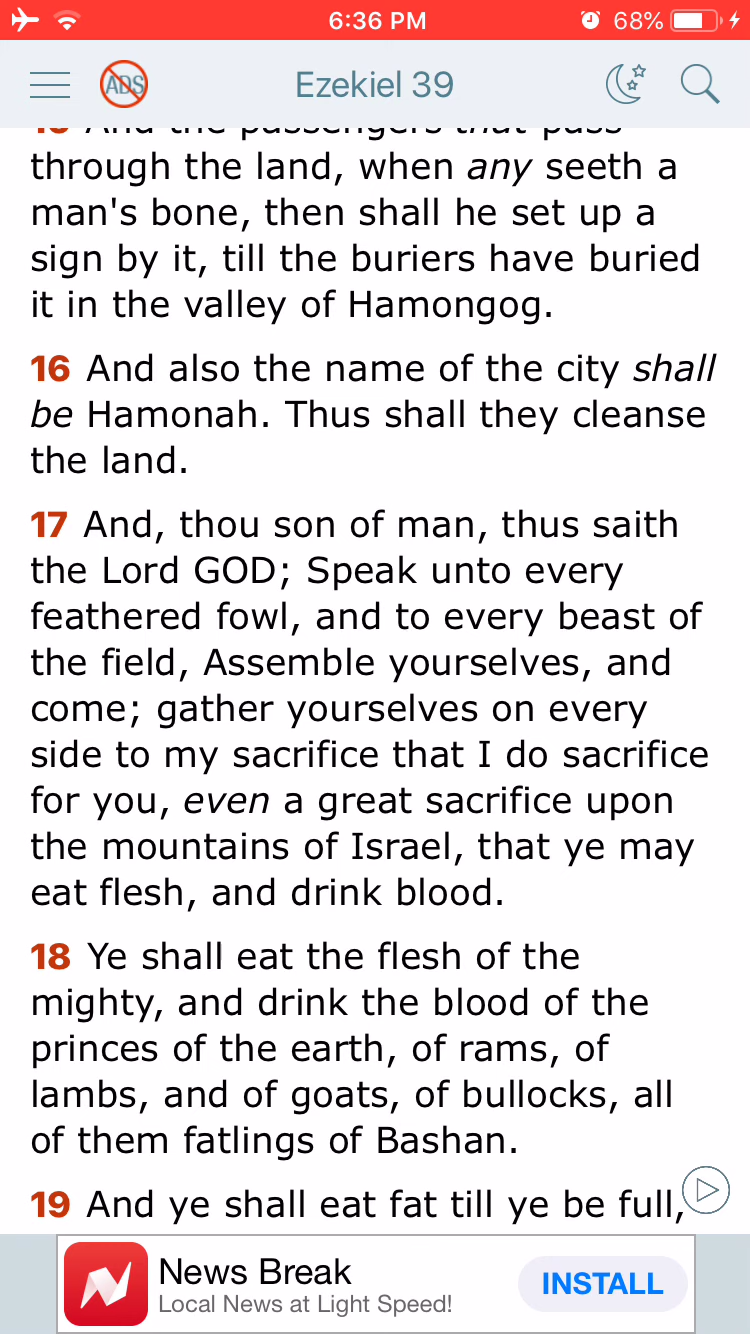 6:36 PM 68%
ADS Ezekiel 39
15 And the passengers that pass
through the land, when any seeth a
man's bone, then shall he set up a
sign by it, till the buriers have buried
it in the valley of Hamongog.
16 And also the name of the city shall
be Hamonah. Thus shall they cleanse
the land.
17 And, thou son of man, thus saith
the Lord GOD; Speak unto every
feathered fowl, and to every beast of
the field, Assemble yourselves, and
come; gather yourselves on every
side to my sacrifice that I do sacrifice
for you, even a great sacrifice upon
the mountains of Israel, that ye may
eat flesh, and drink blood.
18 Ye shall eat the flesh of the
mighty, and drink the blood of the
princes of the earth, of rams, of
lambs, and of goats, of bullocks, all
of them fatlings of Bashan.
19 And ye shall eat fat till ye be full,
News Break
Local News at Light Speed!
INSTALL